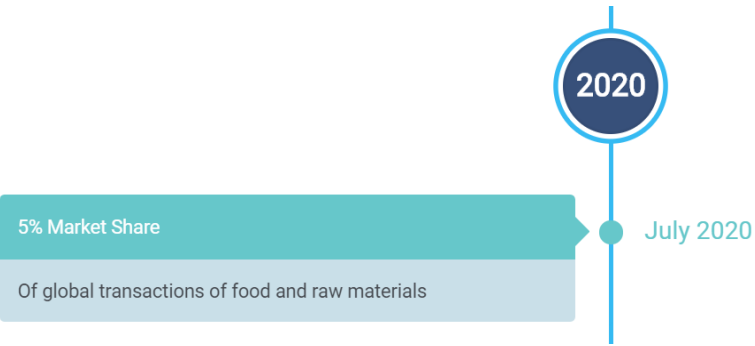 2020
5% Market Share
July 2020
Of global transactions of food and raw materials